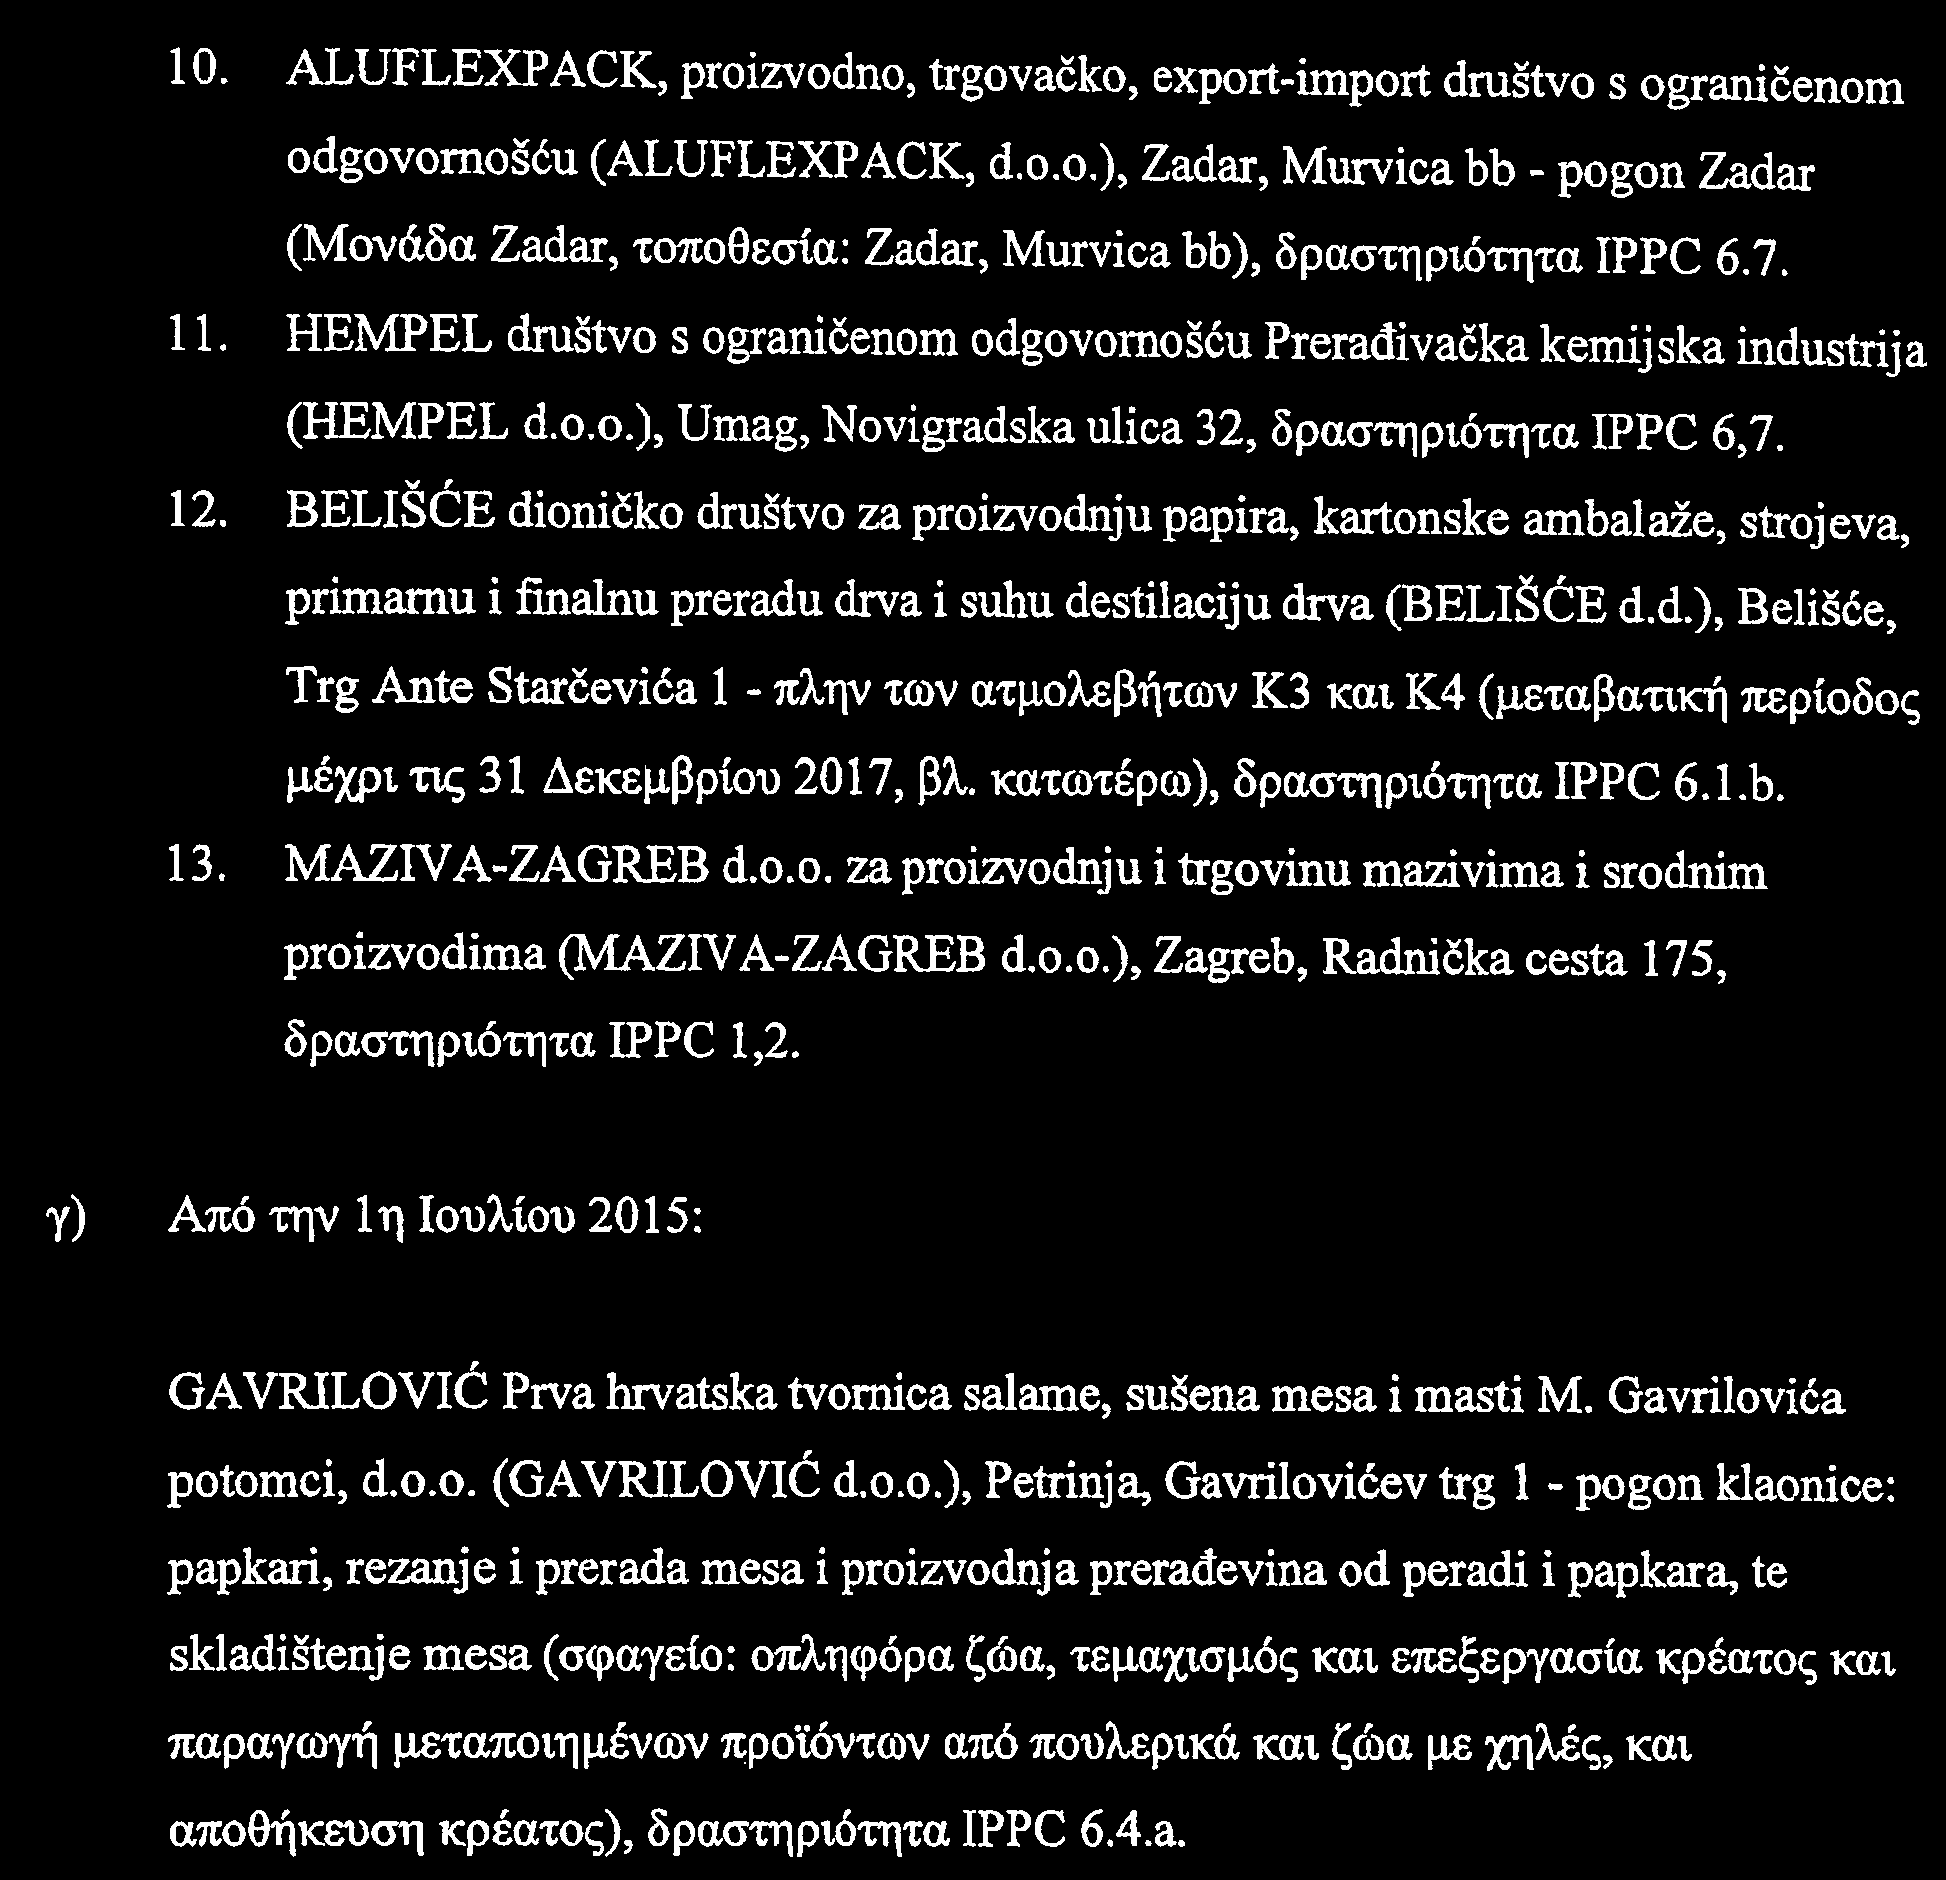 10. ALUFLEXPACK, proizvodno, trgovačko, export-import društvo s ograničenom
odgovornošću (ALUFLEXPACK, d.o.o.), Zadar, Murvica bb - pogon Zadar
(Μονάδα Zadar, τοποθεσία: Zadar, Murvica bb), δραστηριότητα IPPC 6.7.
11. HEMPEL društvo s ograničenom odgovornošću Prerađivačka kemijska industrija
(HEMPEL d.o.o.), Umag, Novigradska ulica 32, δραστηριότητα IPPC 6,7.
12. BELIŠĆE dioničko društvo za proizvodnju papira, kartonske ambalaže, strojeva,
primarnu i finalnu preradu drva i suhu destilaciju drva (BELIŠĆE d.d.), Belišće,
Trg Ante Starčevića 1 - πλην των ατμολεβήτων K3 και K4 (μεταβατική περίοδος
μέχρι τις 31 Δεκεμβρίου 2017, βλ. κατωτέρω), δραστηριότητα IPPC 6.1.b.
13. MAZIVA-ZAGREB d.o.o. za proizvodnju i trgovinu mazivima i srodnim
proizvodima (MAZIVA-ZAGREB d.o.o.), Zagreb, Radnička cesta 175,
δραστηριότητα IPPC 1,2.
γ) Από την 1η Ιουλίου 2015:
GAVRILOVIĆ Prva hrvatska tvornica salame, sušena mesa i masti M. Gavrilovića
potomci, d.o.o. (GAVRILOVIĆ d.o.o.), Petrinja, Gavrilovićev trg 1 - pogon klaonice:
papkari, rezanje i prerada mesa i proizvodnja prerađevina od peradi i papkara, te
skladištenje mesa (σφαγείο: οπληφόρα ζώα, τεμαχισμός και επεξεργασία κρέατος και
παραγωγή μεταποιημένων προϊόντων από πουλερικά και ζώα με χηλές, και
αποθήκευση κρέατος), δραστηριότητα IPPC 6.4.a.